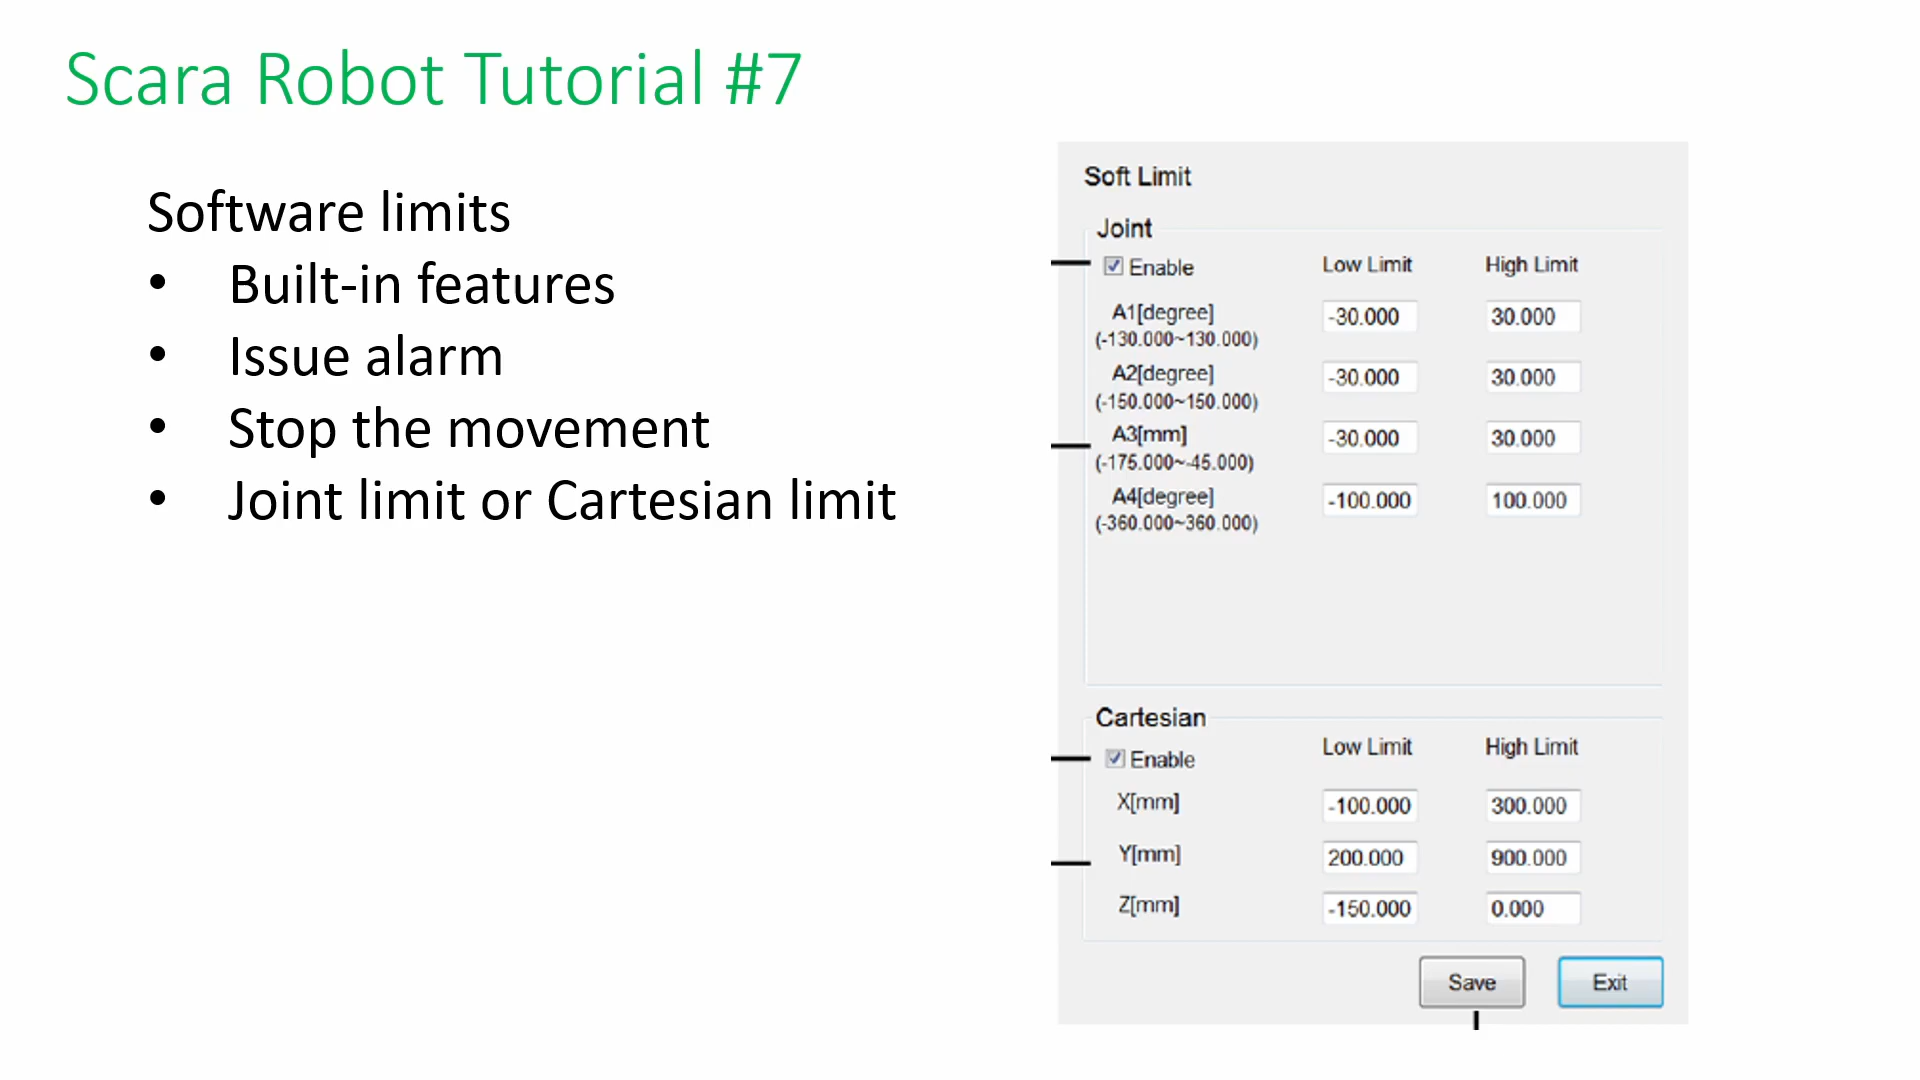 Scara Robot Tutorial #7
Software limits
• Built-in features
• Issue alarm
• Stop the movement
• Joint limit or Cartesian limit
Soft Limit
Joint
Enable Low Limit High Limit
A1[degree] -30.000 30.000
(-130.000~130.000)
A2[degree] -30.000 30.000
(-150.000~150.000)
A3[mm] -30.000 30.000
(-175.000~-45.000)
A4[degree] -100.000 100.000
(-360.000~360.000)
Cartesian
Low Limit High Limit
Enable
X[mm] -100.000 300.000
Y[mm] 200.000 900.000
Z[mm] -150.000 0.000
Save Exit